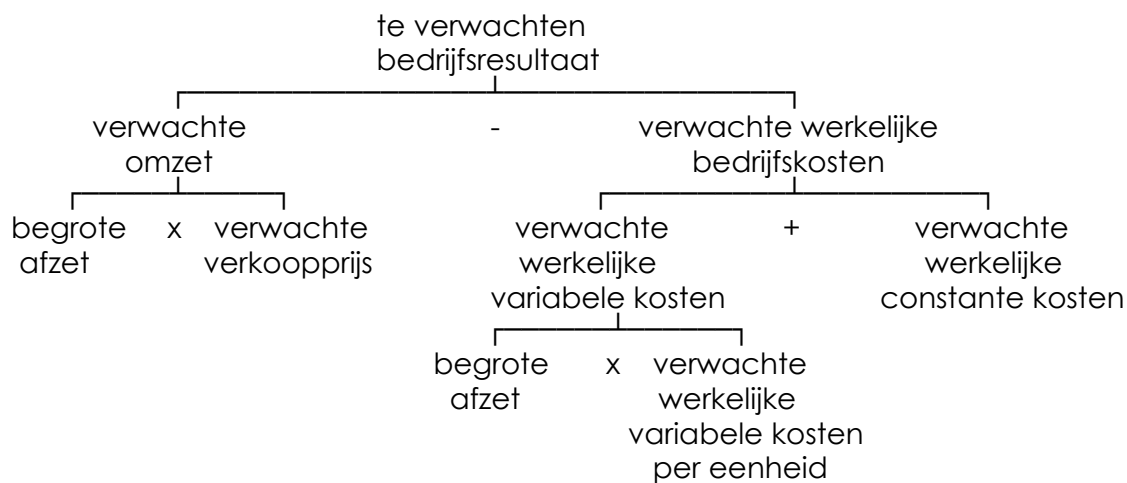 te verwachten
bedrijfsresultaat
verwachte - verwachte werkelijke
omzet bedrijfskosten
begrote x verwachte verwachte + verwachte
afzet verkoopprijs werkelijke werkelijke
variabele kosten constante kosten
begrote x verwachte
afzet werkelijke
variabele kosten
per eenheid